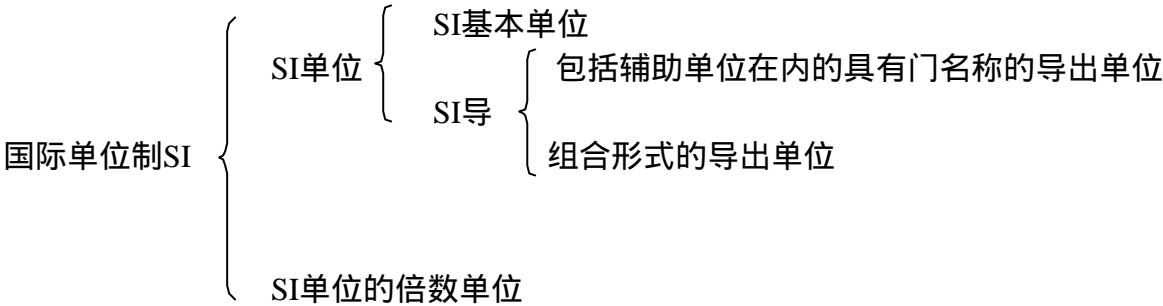 SI基本单位
SI单位
包括辅助单位在内的具有门名称的导出单位
SI导
国际单位制SI
组合形式的导出单位
SI单位的倍数单位